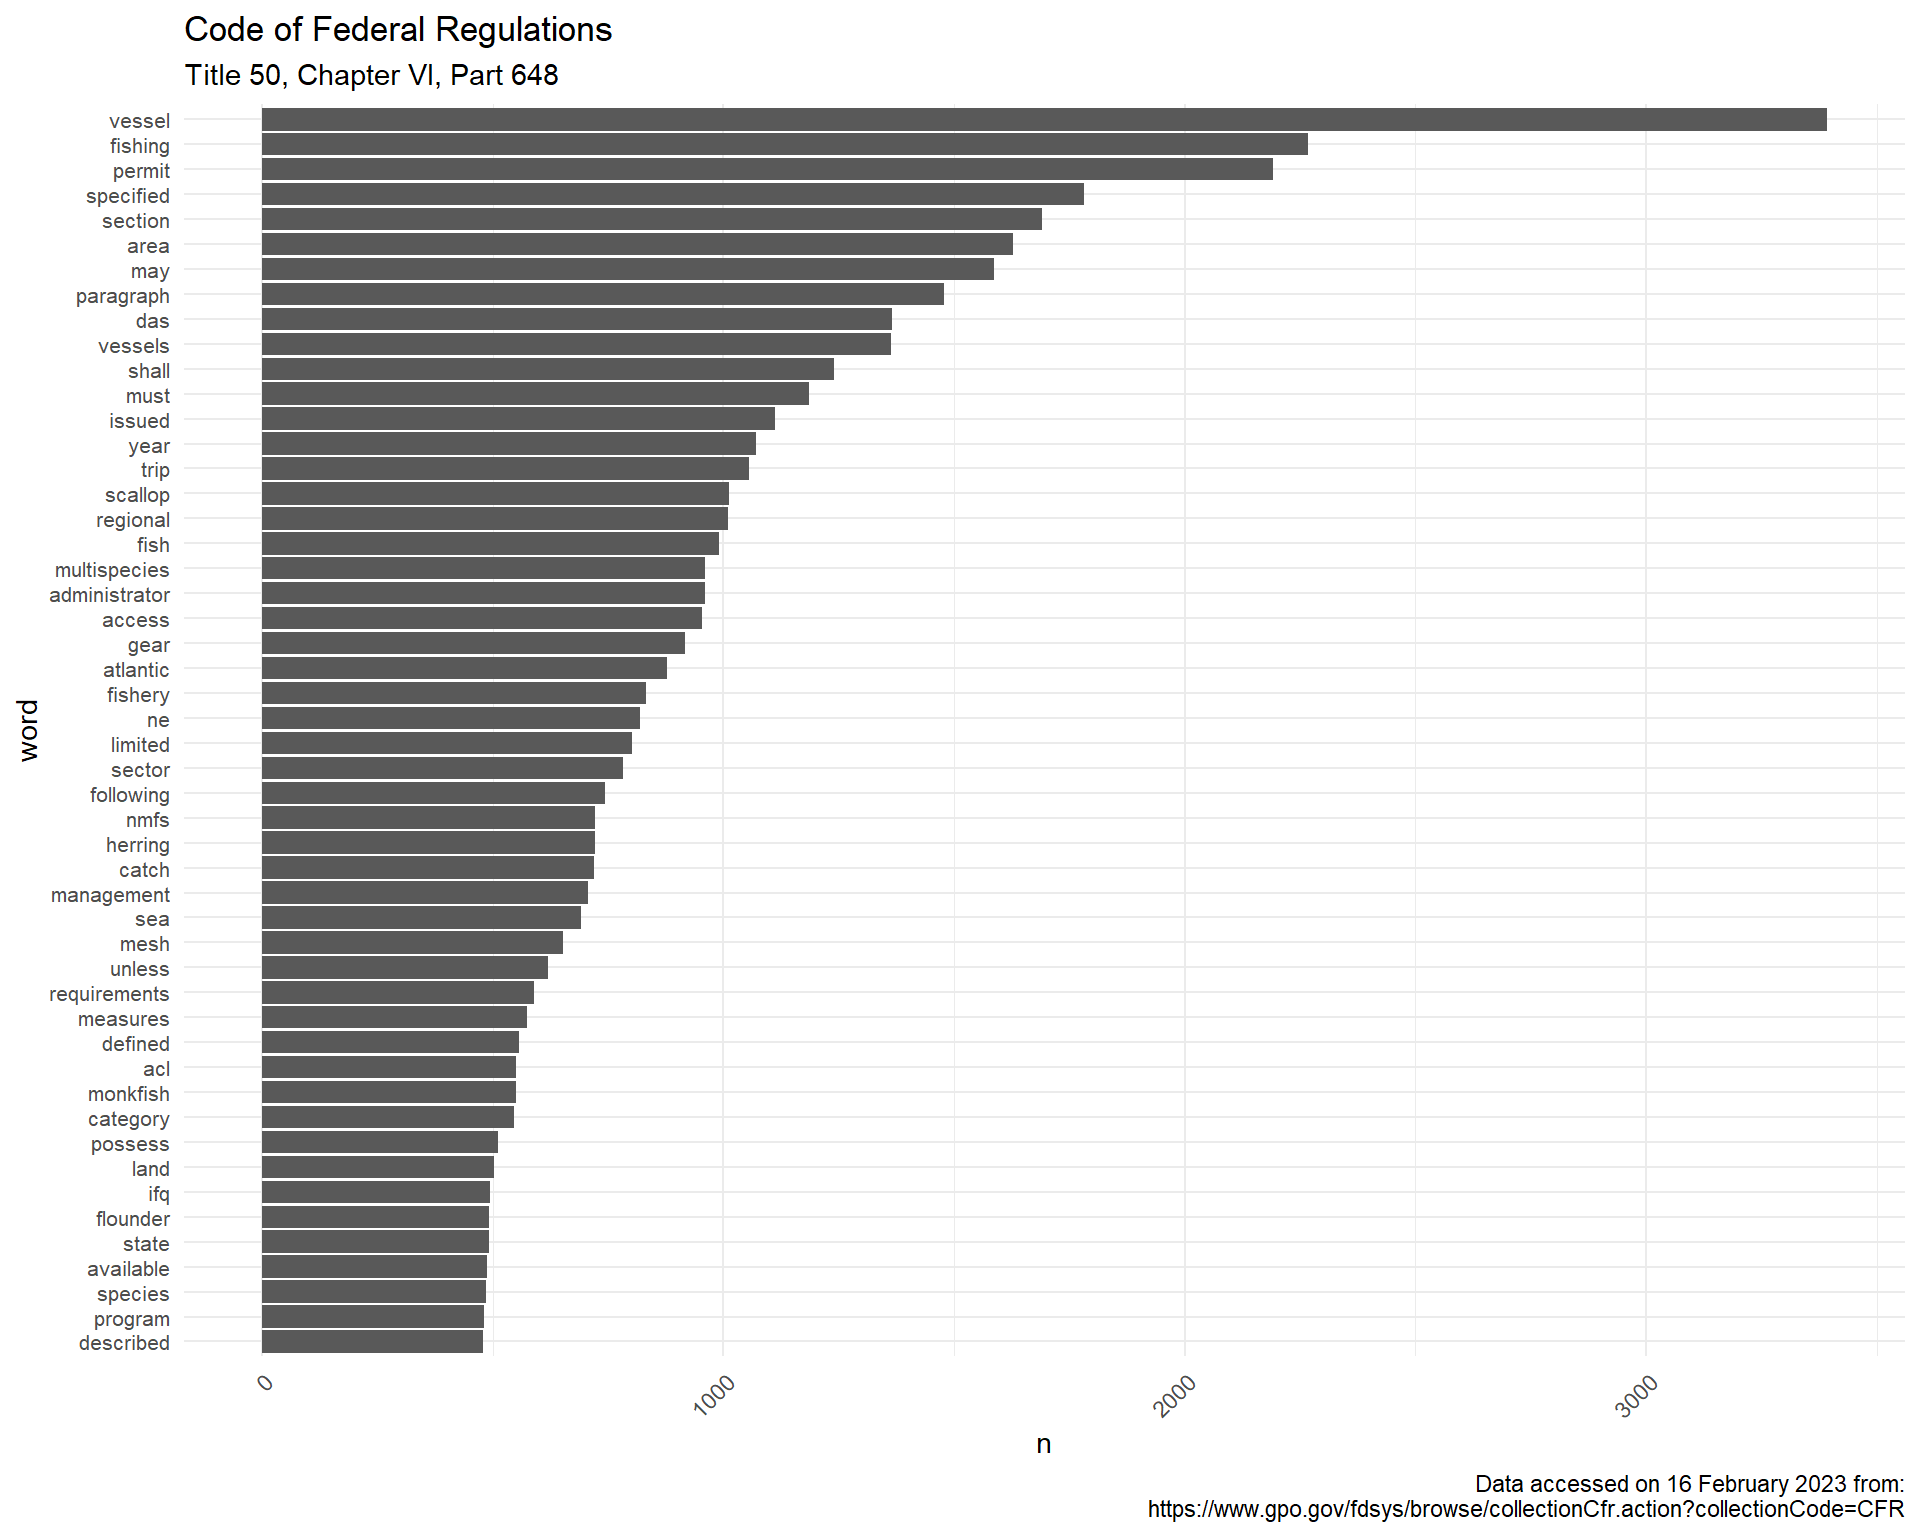 Code of Federal Regulations
Title 50, Chapter VI, Part 648
vessel
fishing
permit
specified
section
area
may
paragraph
das
vessels
shall
must
issued
year
trip
scallop
regional
fish
multispecies
administrator
access
gear
atlantic
fishery
ne
limited
sector
following
nmfs
herring
catch
management
sea
mesh
unless
requirements
measures
defined
acl
monkfish
category
possess
land
ifq
flounder
state
available
species
program
described
word
0
1000
2000
3000
n
Data accessed on 16 February 2023 from:
https://www.gpo.gov/fdsys/browse/collectionCfr.action?collectionCode=CFR